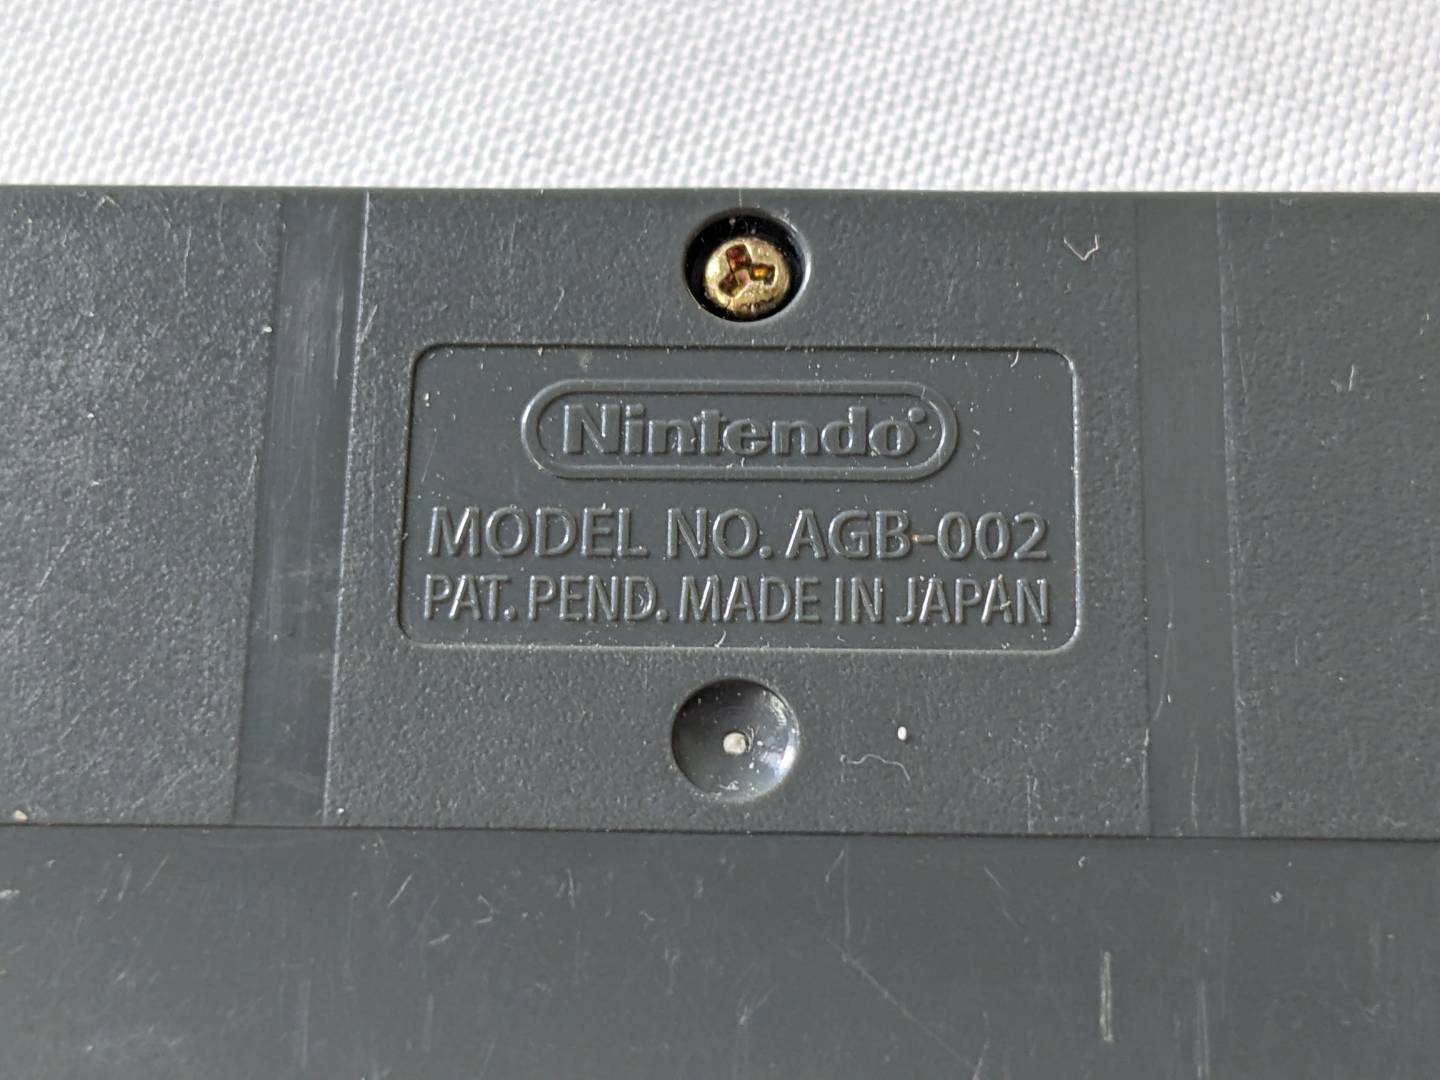 Nintendo
MODEL NO. AGB-002
PAT. PEND. MADE IN JAPAN